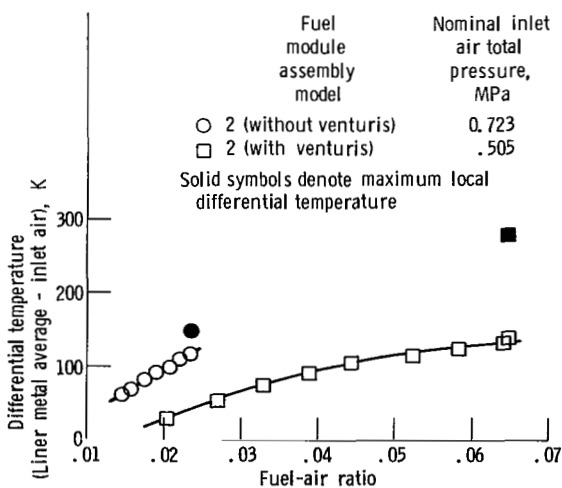 Fuel module assembly model
Nominal inlet air total pressure, MPa
2 (without venturis) 0.723
2 (with venturis) .505
Solid symbols denote maximum local
differential temperature
Differential temperature
(Liner metal average - inlet air), K
300
200
100
0
.01 .02 .03 .04 .05 .06 .07
Fuel-air ratio